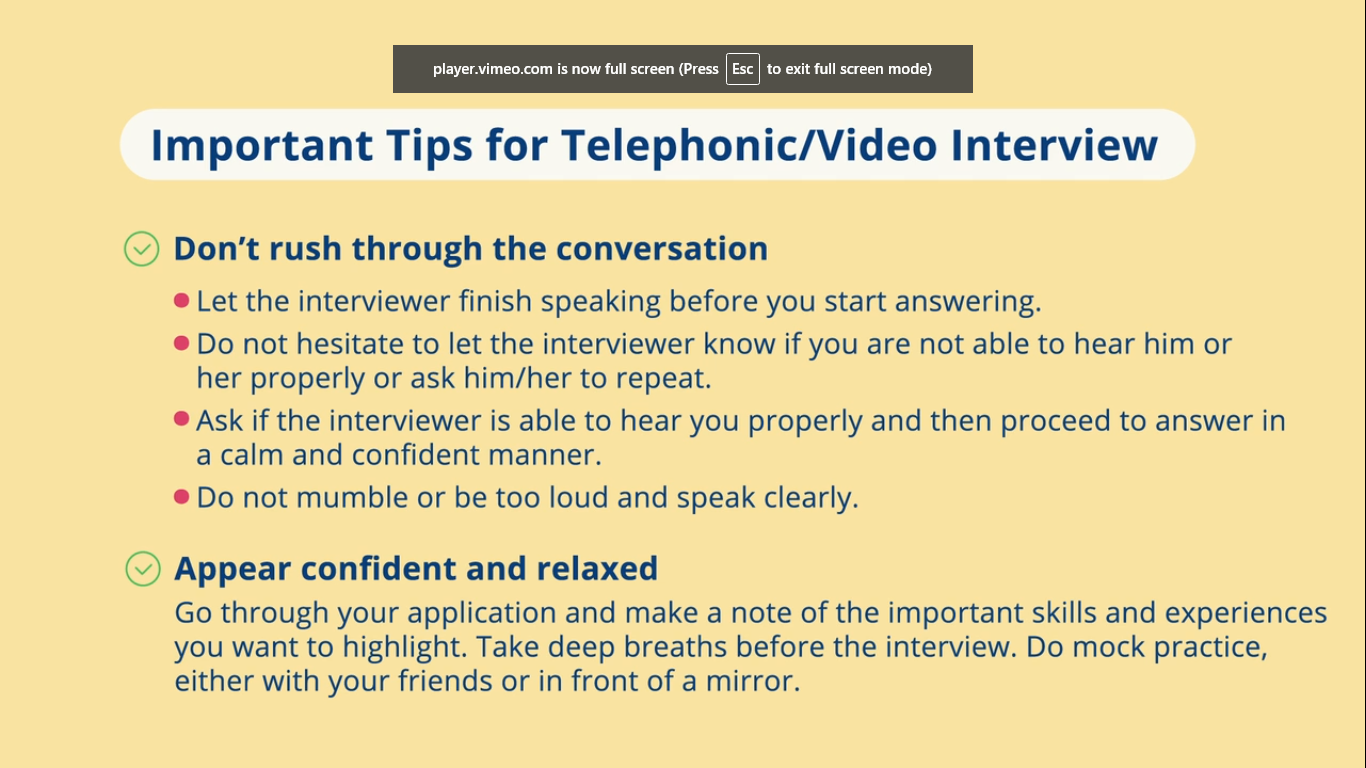 player.vimeo.com is now full screen (Press Esc to exit full screen mode)
Important Tips for Telephonic/Video Interview
Don’t rush through the conversation
Let the interviewer finish speaking before you start answering.
Do not hesitate to let the interviewer know if you are not able to hear him or
her properly or ask him/her to repeat.
Ask if the interviewer is able to hear you properly and then proceed to answer in
a calm and confident manner.
Do not mumble or be too loud and speak clearly.
Appear confident and relaxed
Go through your application and make a note of the important skills and experiences
you want to highlight. Take deep breaths before the interview. Do mock practice,
either with your friends or in front of a mirror.